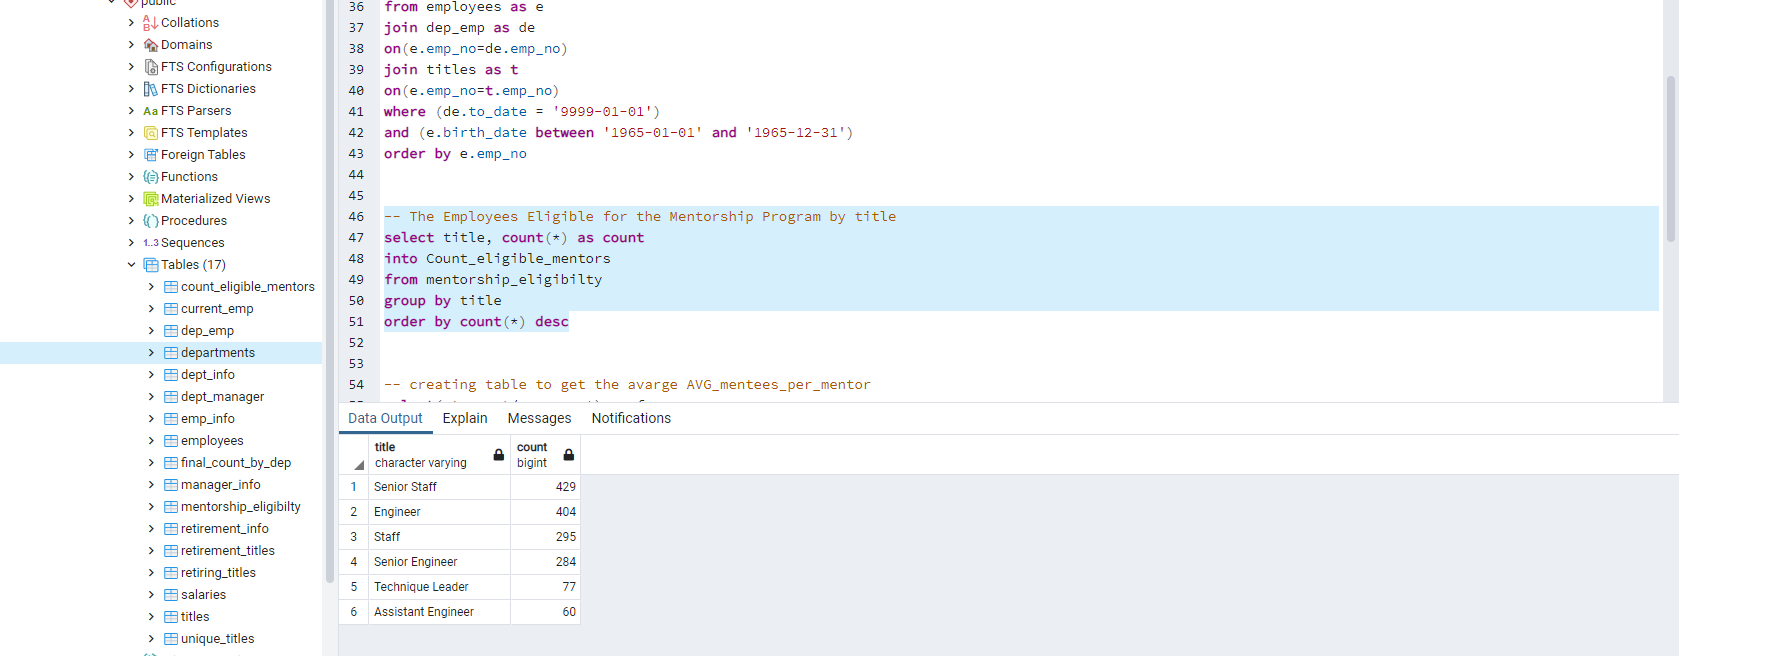 public
Collations
Domains
FTS Configurations
FTS Dictionaries
Aa FTS Parsers
FTS Templates
Foreign Tables
Functions
Materialized Views
Procedures
1..3 Sequences
Tables (17)
count_eligible_mentors
current_emp
dep_emp
departments
dept_info
dept_manager
emp_info
employees
final_count_by_dep
manager_info
mentorship_eligibilty
retirement_info
retirement_titles
retiring_titles
salaries
titles
unique_titles
36 from employees as e
37 join dep_emp as de
38 on(e.emp_no=de.emp_no)
39 join titles as t
40 on(e.emp_no=t.emp_no)
41 where (de.to_date = '9999-01-01')
42 and (e.birth_date between '1965-01-01' and '1965-12-31')
43 order by e.emp_no
44
45
46 -- The Employees Eligible for the Mentorship Program by title
47 select title, count(*) as count
48 into Count_eligible_mentors
49 from mentorship_eligibilty
50 group by title
51 order by count(*) desc
52
53
54 -- creating table to get the avarge AVG_mentees_per_mentor
Data Output Explain Messages Notifications
title count
character varying bigint
1 Senior Staff 429
2 Engineer 404
3 Staff 295
4 Senior Engineer 284
5 Technique Leader 77
6 Assistant Engineer 60